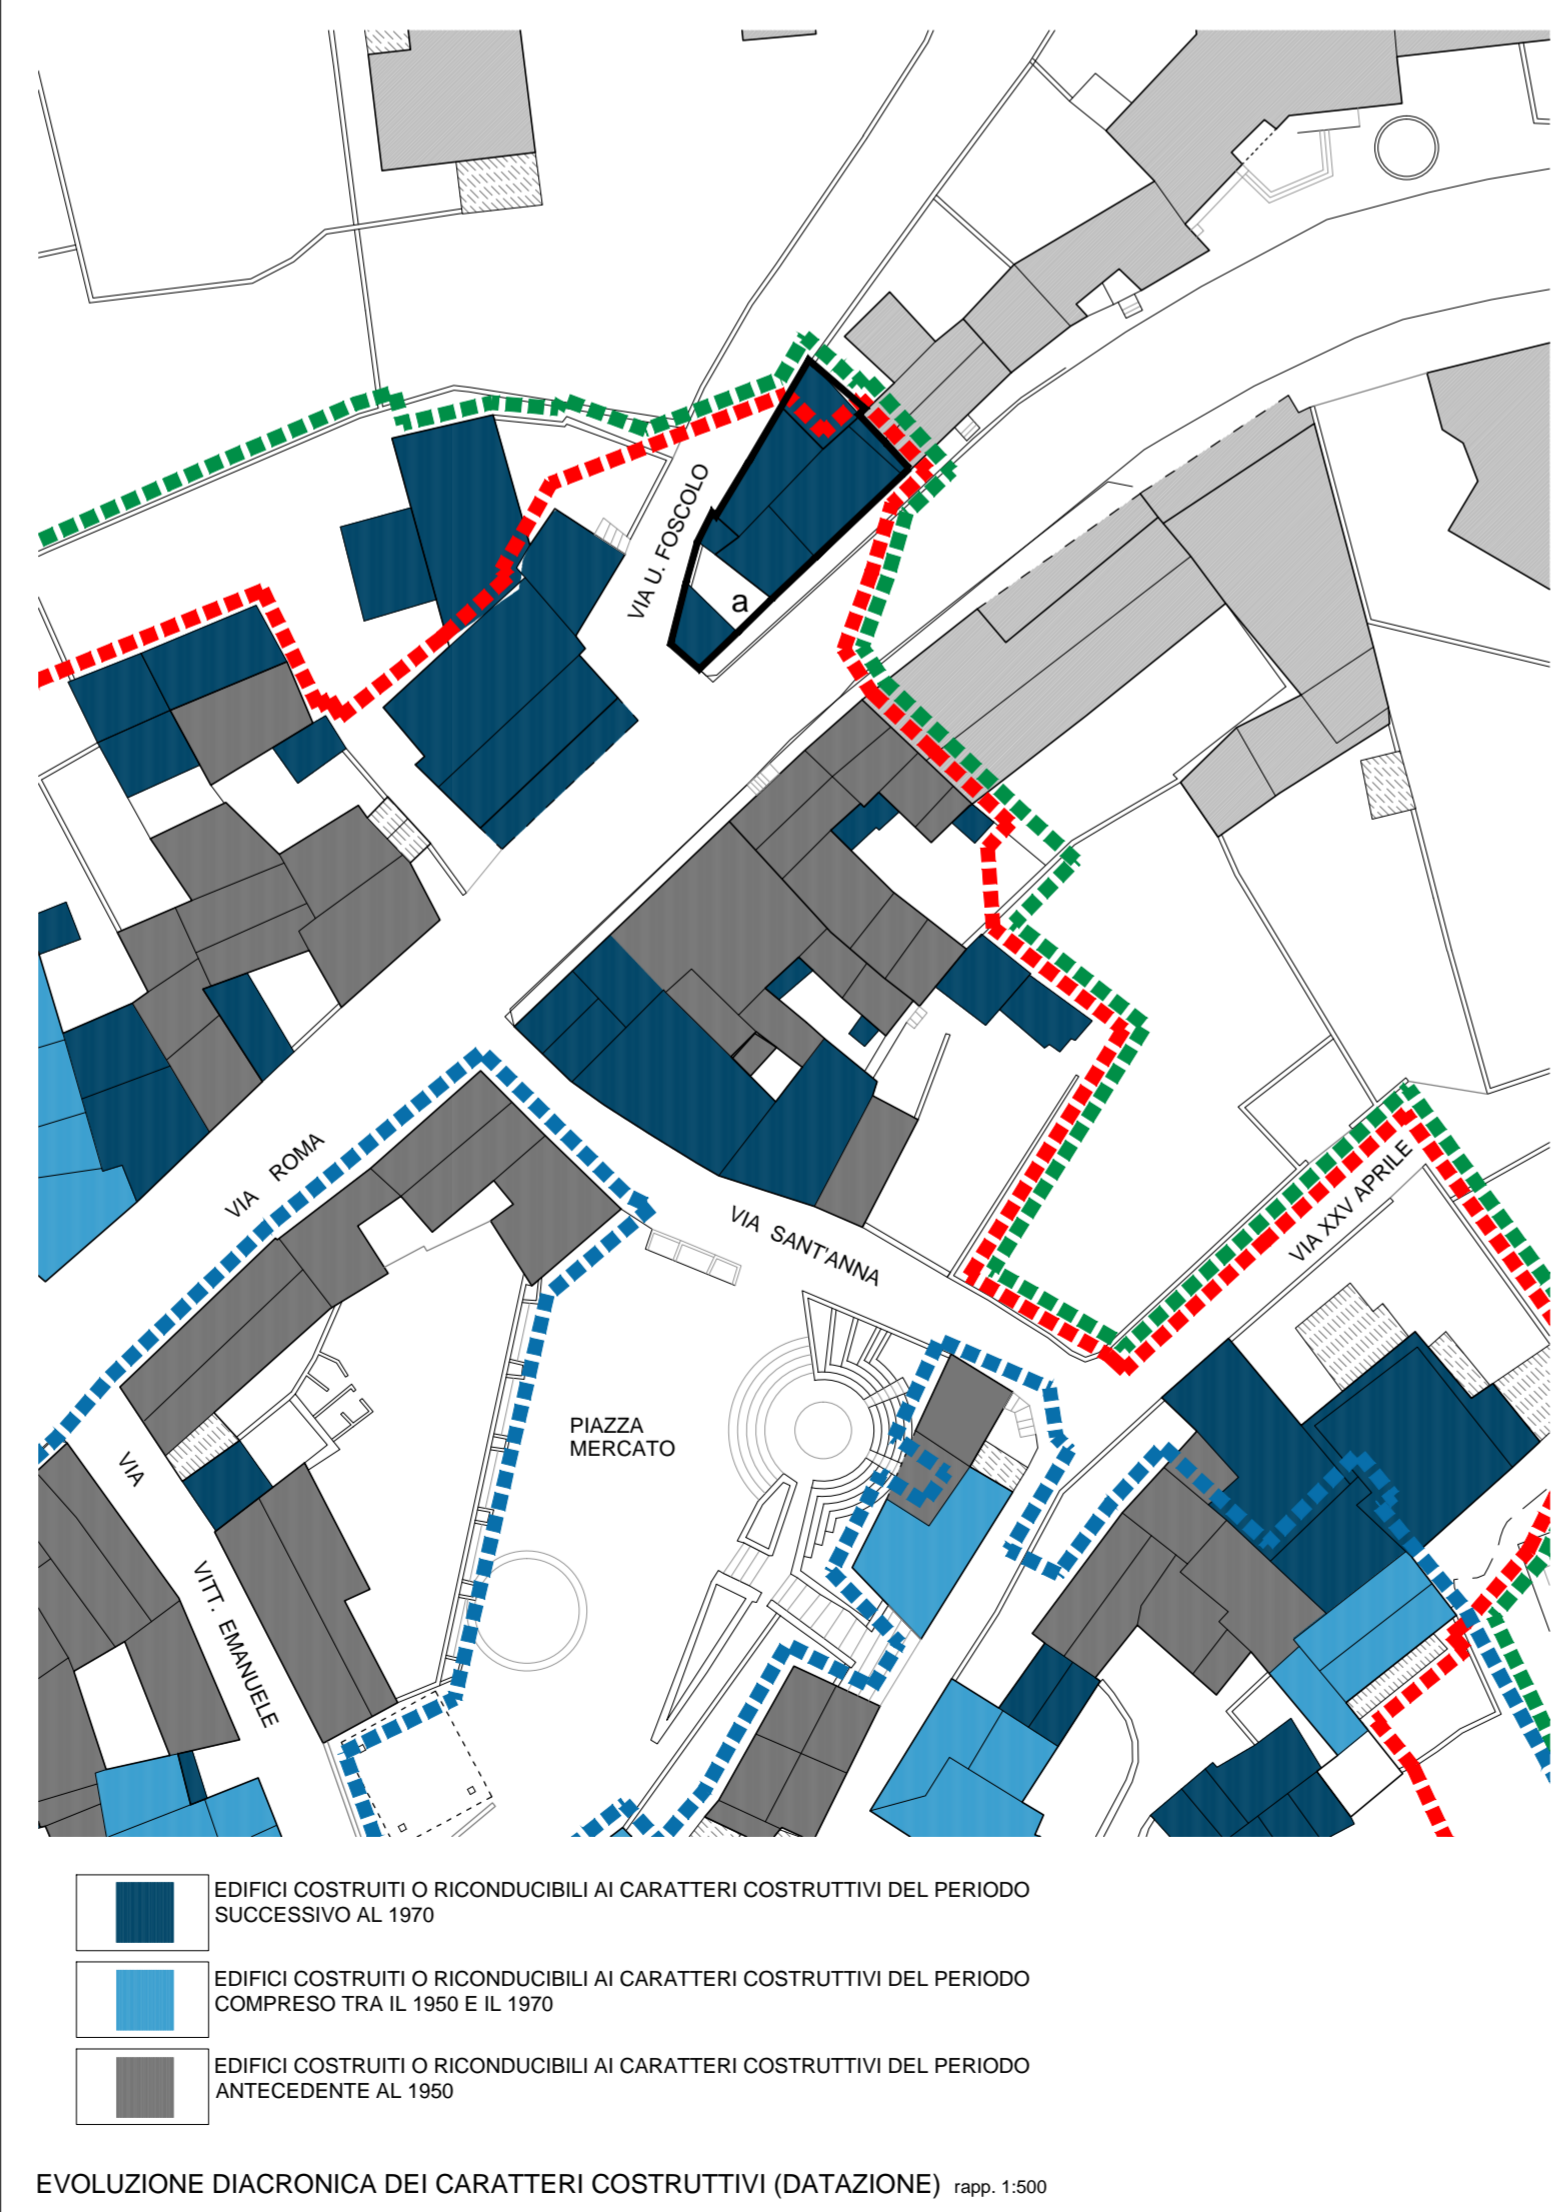 VIA U. FOSCOLO
a
VIA ROMA
VIA SANT'ANNA
VIA XXV APRILE
PIAZZA
MERCATO
VIA
VITT. EMANUELE
EDIFICI COSTRUITI O RICONDUCIBILI AI CARATTERI COSTRUTTIVI DEL PERIODO
SUCCESSIVO AL 1970
EDIFICI COSTRUITI O RICONDUCIBILI AI CARATTERI COSTRUTTIVI DEL PERIODO
COMPRESO TRA IL 1950 E IL 1970
EDIFICI COSTRUITI O RICONDUCIBILI AI CARATTERI COSTRUTTIVI DEL PERIODO
ANTECEDENTE AL 1950
EVOLUZIONE DIACRONICA DEI CARATTERI COSTRUTTIVI (DATAZIONE) rapp. 1:500